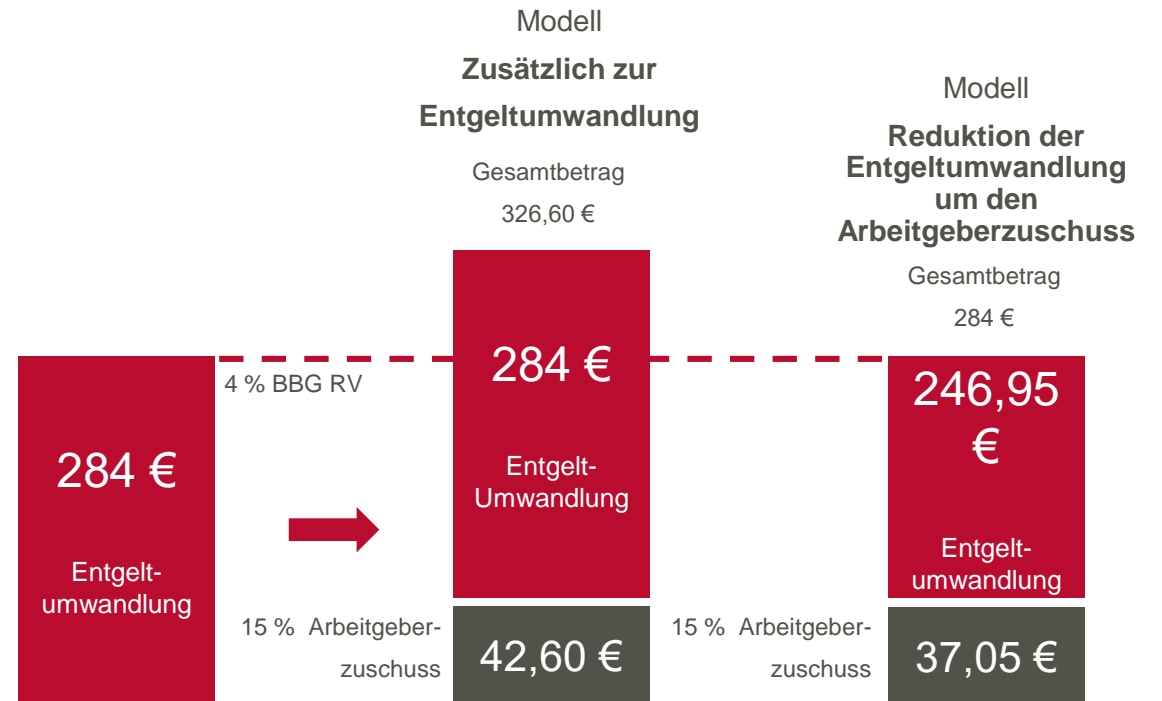 Modell
Zusätzlich zur
Entgeltumwandlung
Gesamtbetrag
326,60 €
Modell
Reduktion der
Entgeltumwandlung
um den
Arbeitgeberzuschuss
Gesamtbetrag
284 €
4 % BBG RV
284 €
Entgelt-
umwandlung
284 €
Entgelt-
Umwandlung
15 % Arbeitgeber-
zuschuss
42,60 €
246,95
€
Entgelt-
umwandlung
15 % Arbeitgeber-
zuschuss
37,05 €